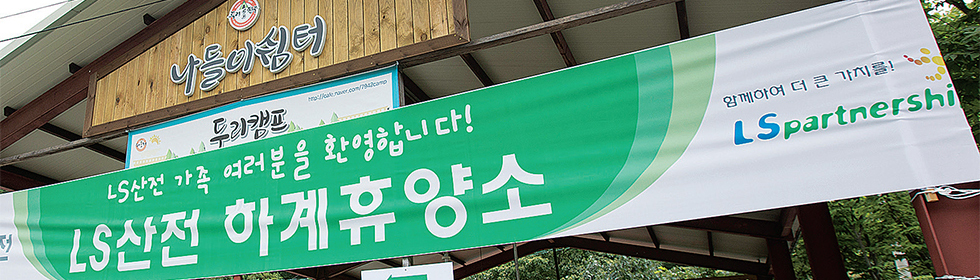 나들이쉼터
http://cafe.naver.com/7942camp
두리캠프
LS산전 가족 여러분을 환영합니다!
LS산전 하계휴양소
함께하여 더 큰 가치를!
LSpartnershi
전